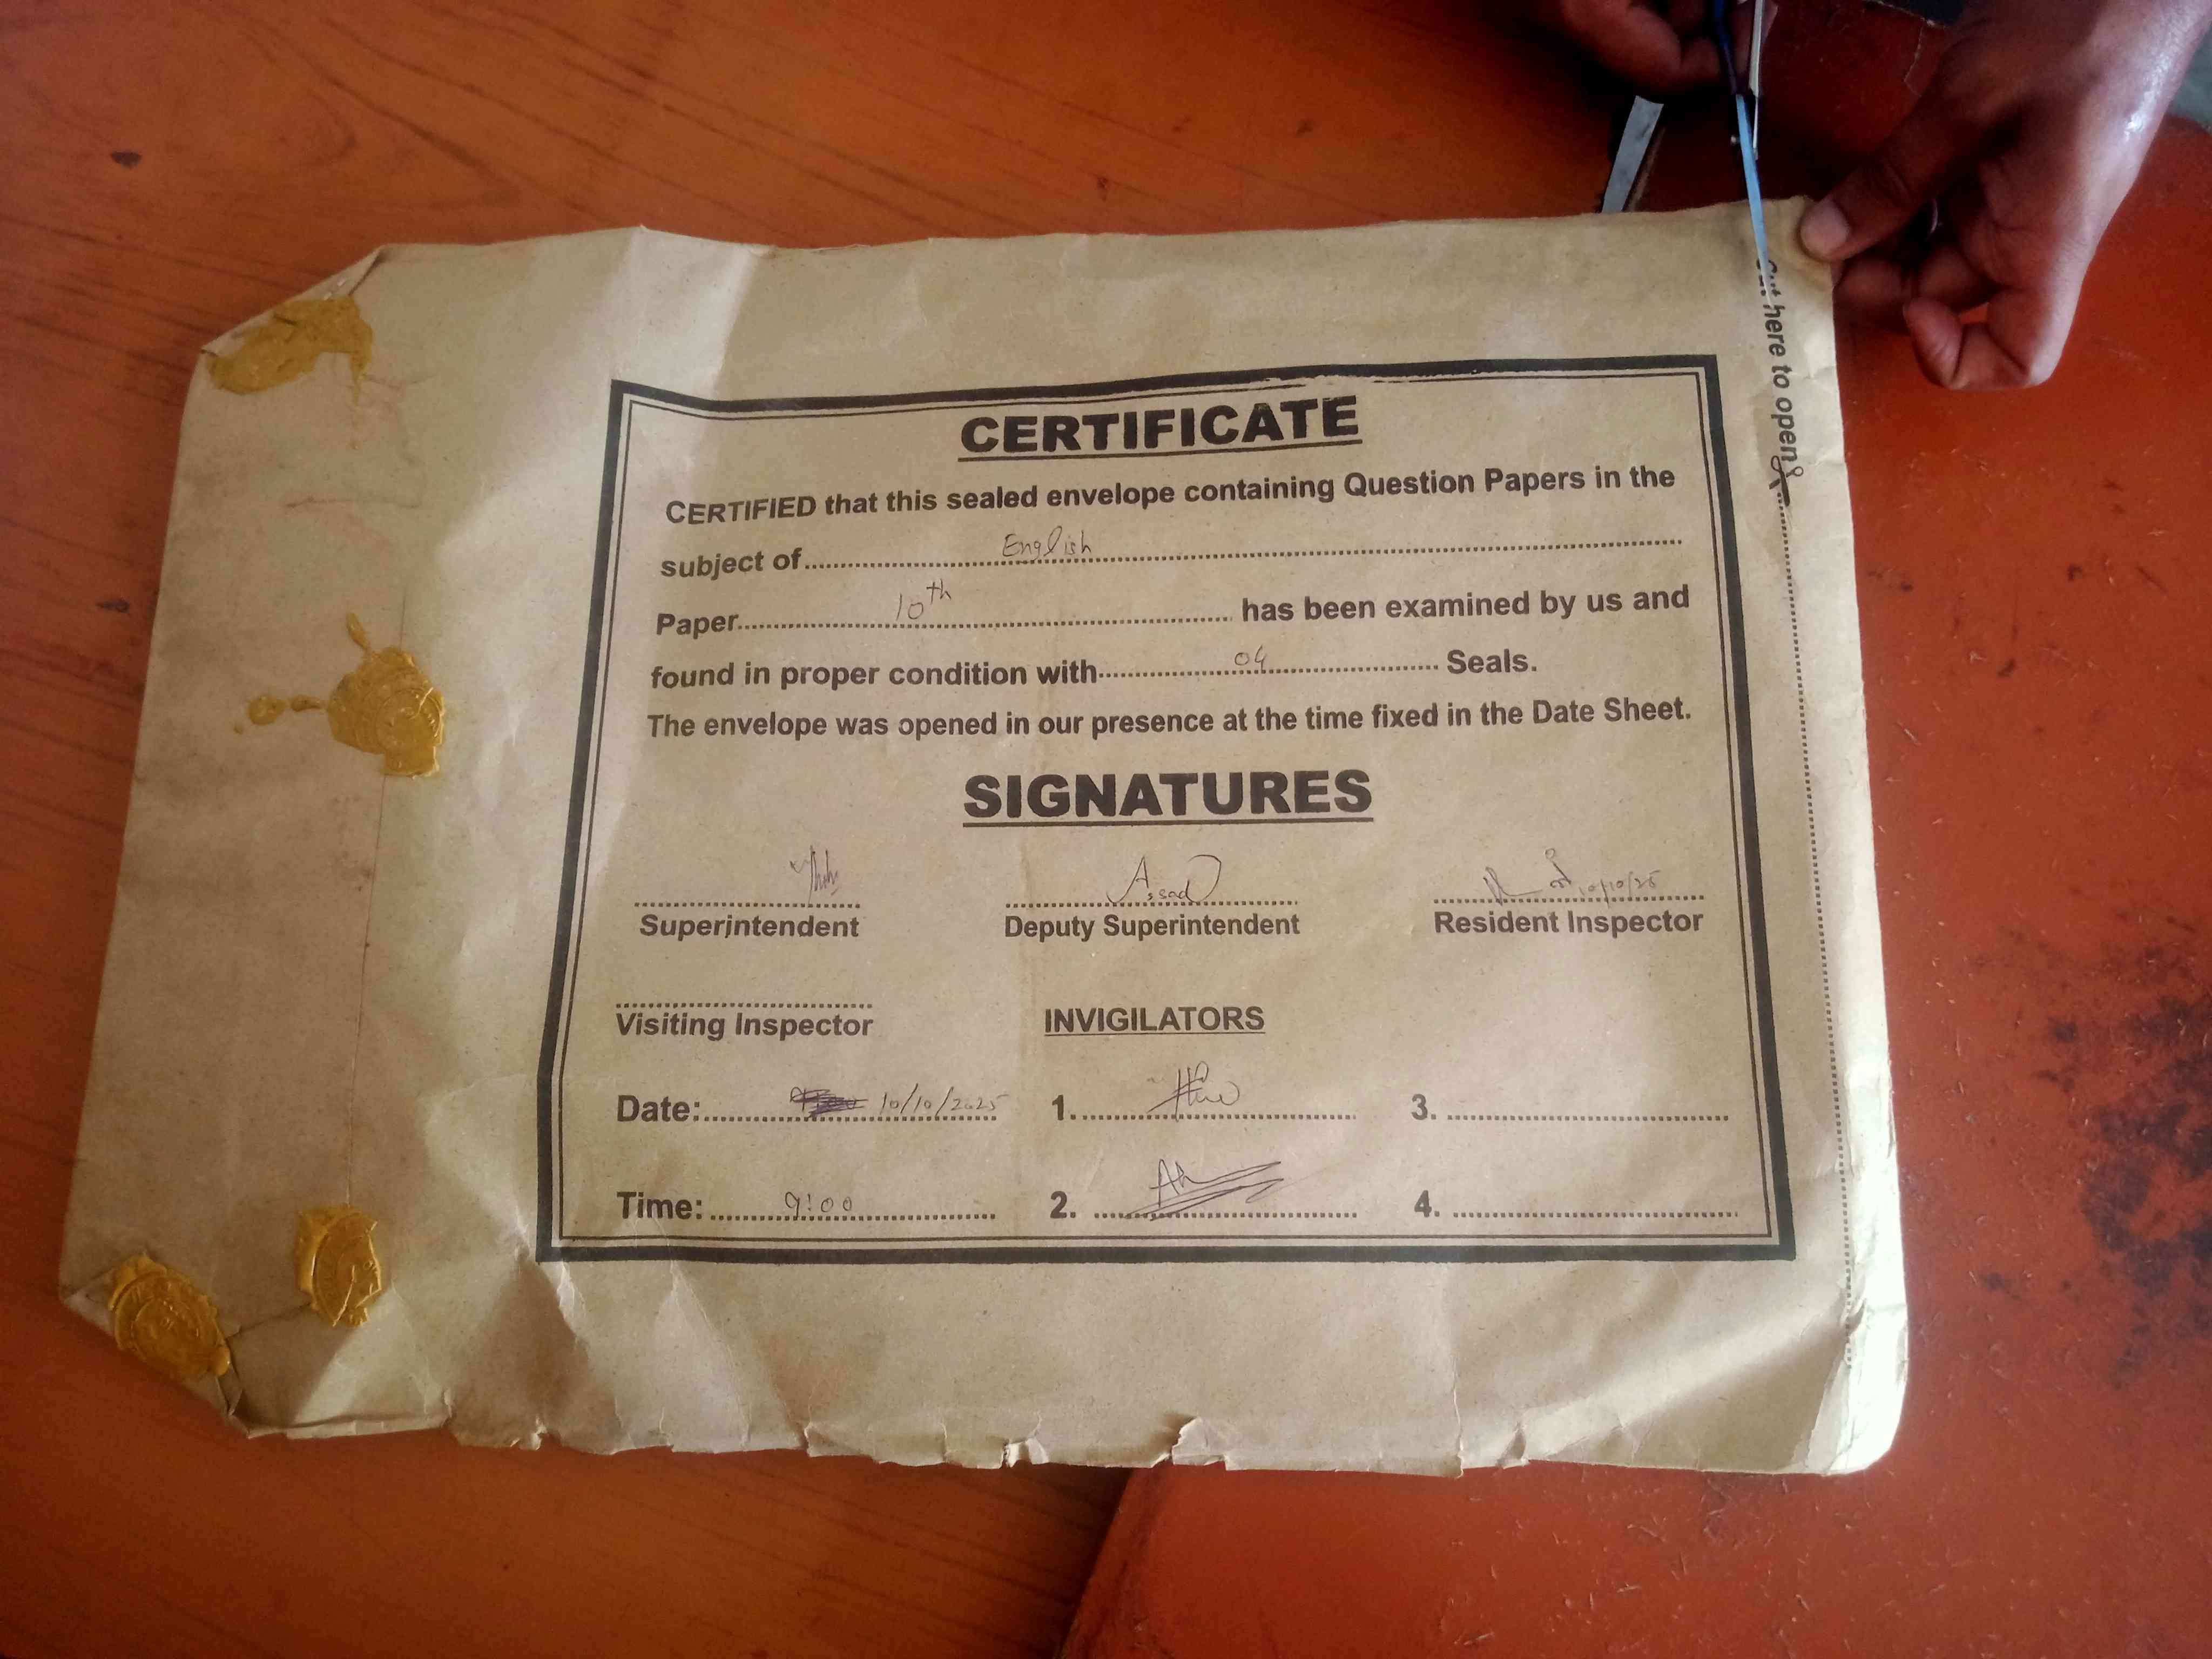 Cut here to open
CERTIFICATE
CERTIFIED that this sealed envelope containing Question Papers in the
subject of English
Paper 10th has been examined by us and
found in proper condition with 04 Seals.
The envelope was opened in our presence at the time fixed in the Date Sheet.
SIGNATURES
Assad 10/10/25
Superintendent Deputy Superintendent Resident Inspector
Visiting Inspector INVIGILATORS
Date: 10/10/2025 1. 3.
Time: 9:00 2. 4.